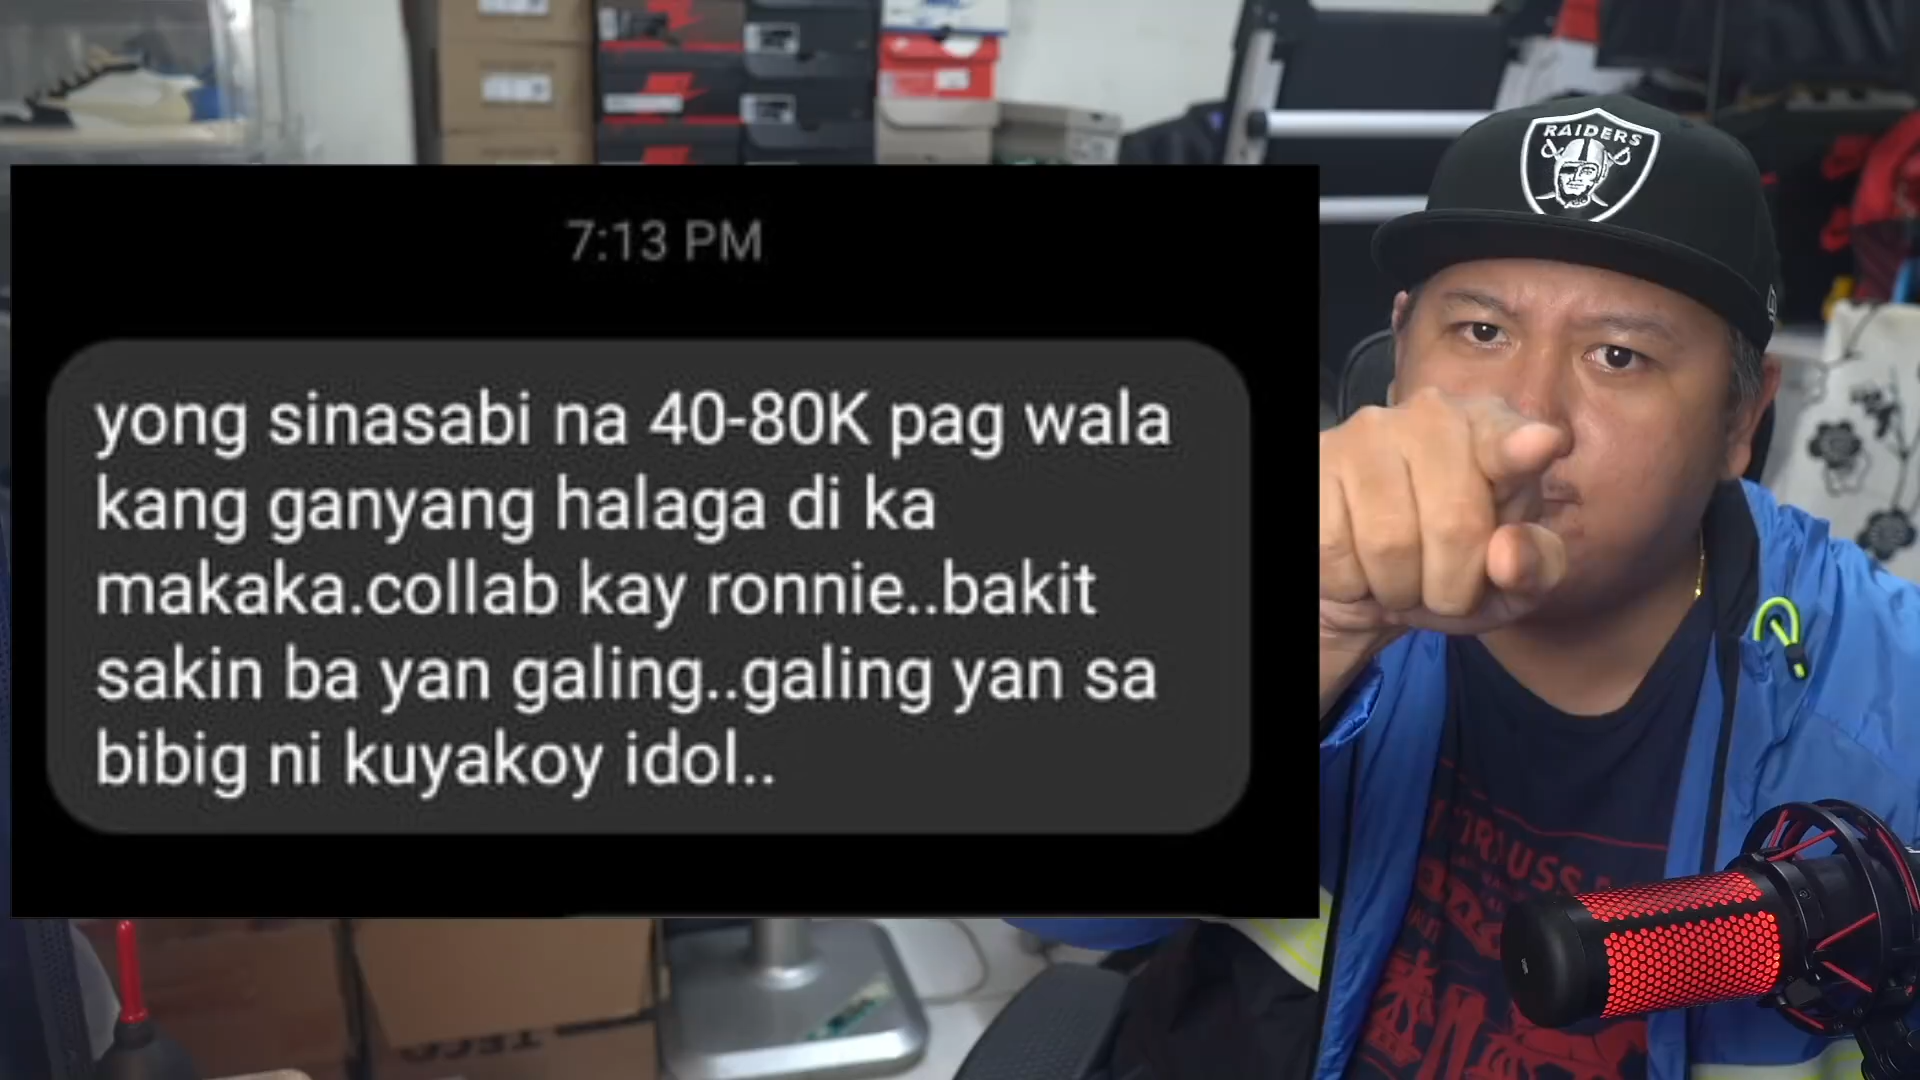 7:13 PM
yong sinasabi na 40-80K pag wala
kang ganyang halaga di ka
makaka.collab kay ronnie..bakit
sakin ba yan galing..galing yan sa
bibig ni kuyakoy idol..
RAIDERS